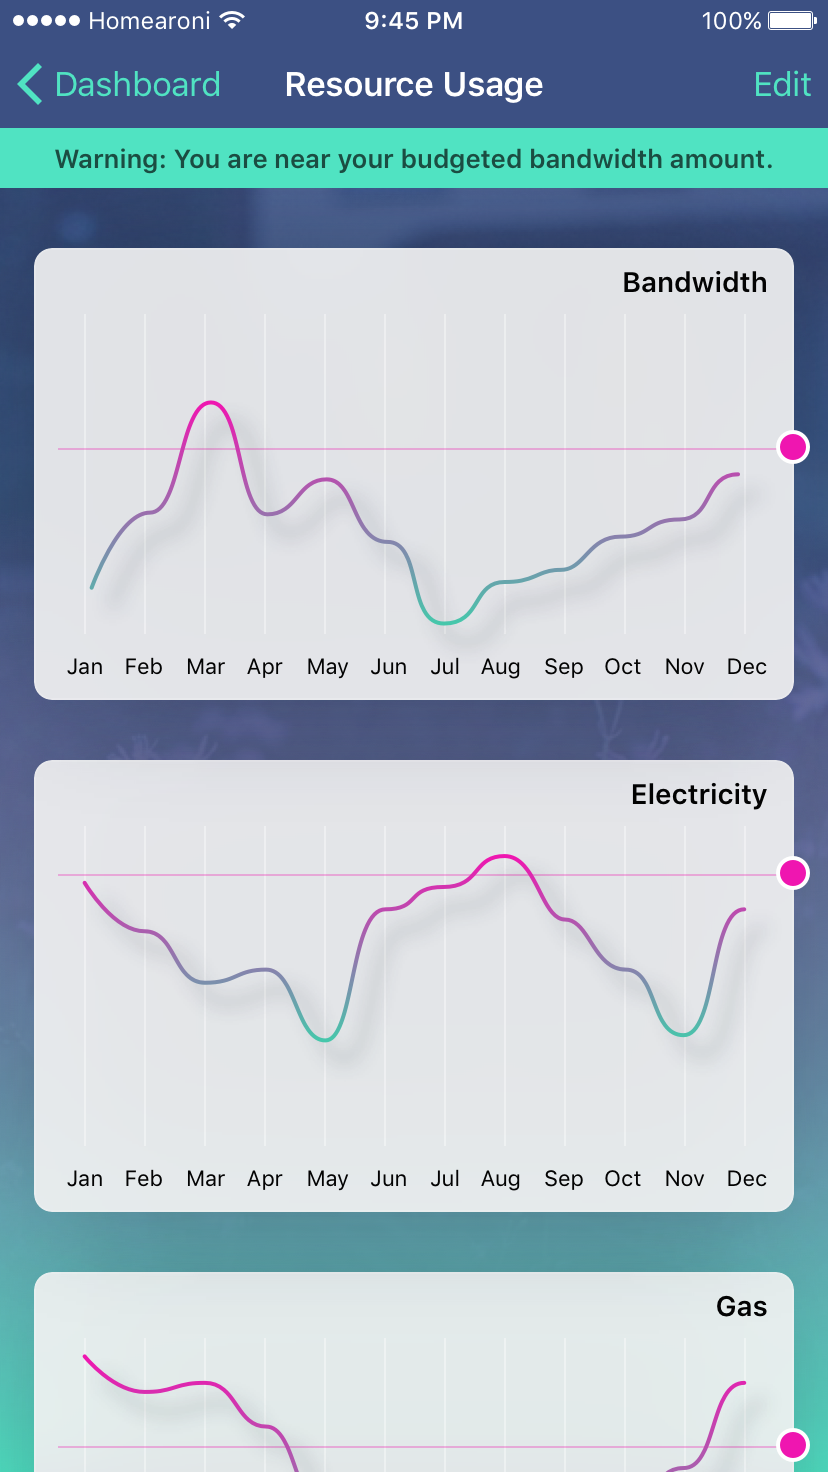 Homearoni 9:45 PM 100%
Dashboard Resource Usage Edit
Warning: You are near your budgeted bandwidth amount.
Bandwidth
Jan Feb Mar Apr May Jun Jul Aug Sep Oct Nov Dec
Electricity
Jan Feb Mar Apr May Jun Jul Aug Sep Oct Nov Dec
Gas